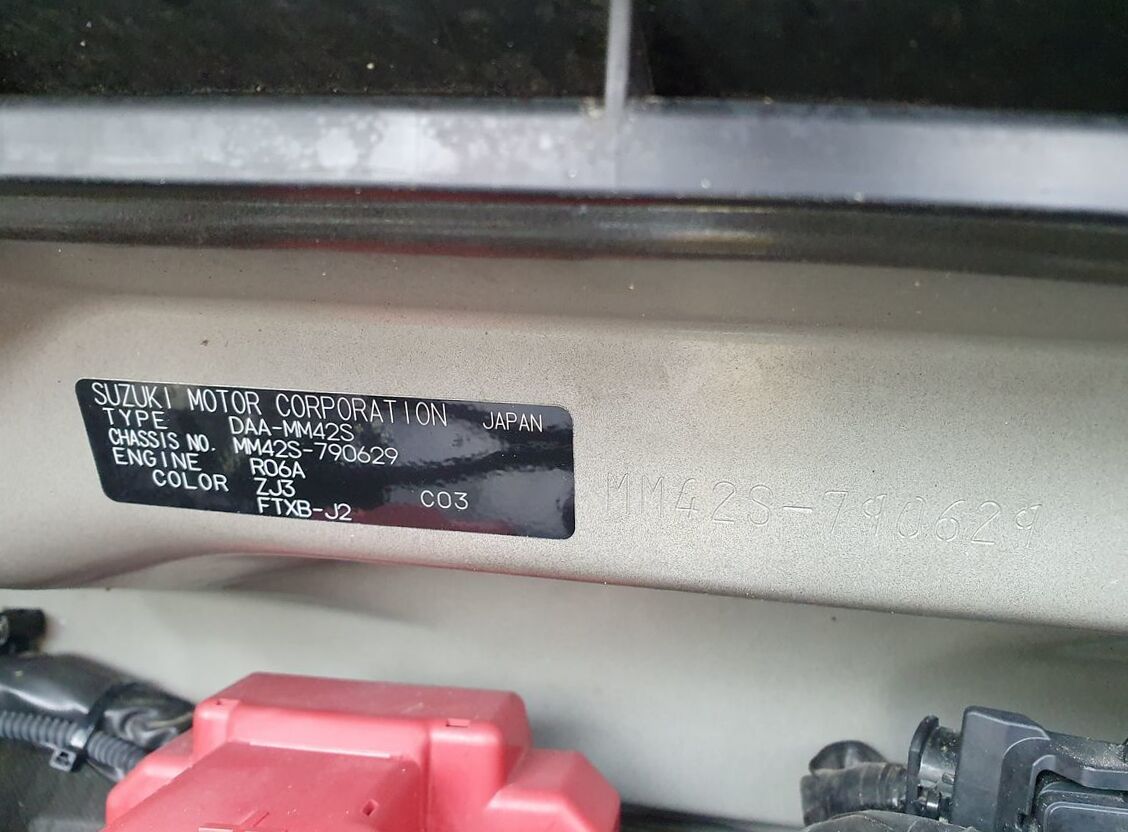 SUZUKI MOTOR CORPORATION JAPAN
TYPE DAA-MM42S
CHASSIS NO. MM42S-790629
ENGINE R06A
COLOR ZJ3
FTXB-J2 C03
MM42S-790629